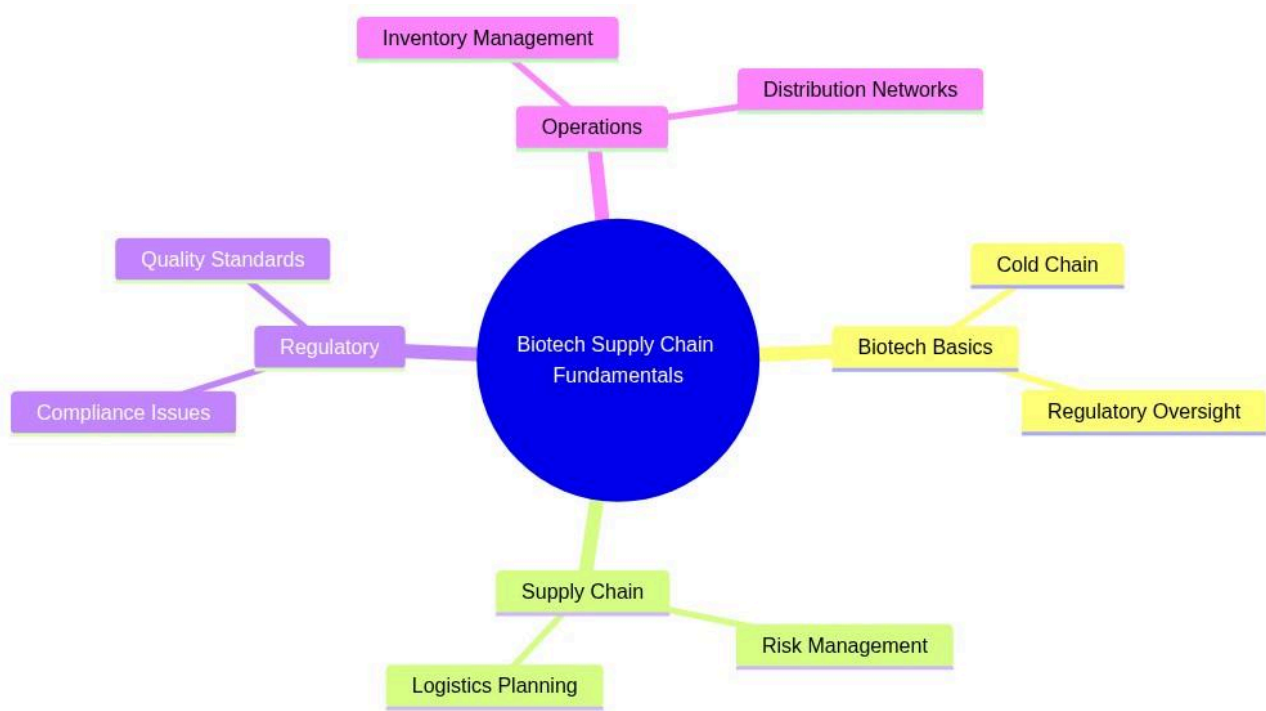 Inventory Management
Distribution Networks
Operations
Quality Standards
Cold Chain
Regulatory
Biotech Supply Chain
Fundamentals
Biotech Basics
Compliance Issues
Regulatory Oversight
Supply Chain
Risk Management
Logistics Planning